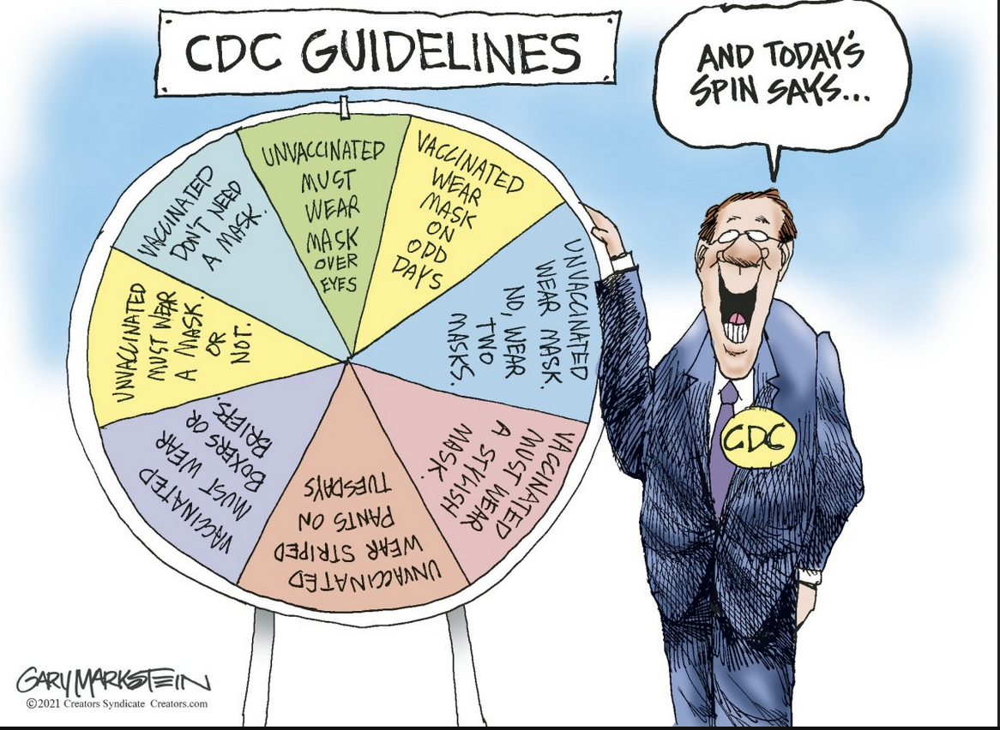 CDC GUIDELINES
AND TODAY'S
SPIN SAYS...
UNVACCINATED
MUST
WEAR
MASK
OVER
EYES
VACCINATED
WEAR
MASK
ON
ODD
DAYS
UNVACCINATED
WEAR MASK.
NO, WEAR
TWO
MASKS.
VACCINATED
MUST WEAR
A STYLISH
MASK.
UNVACCINATED
WEAR STRIPED
PANTS ON
TUESDAYS
VACCINATED
MUST WEAR
BOXERS OR
BRIEFS.
UNVACCINATED
MUST WEAR
A MASK.
OR
NOT.
VACCINATED
DON'T NEED
A MASK.
CDC
GARY MARKSTEIN
©2021 Creators Syndicate Creators.com